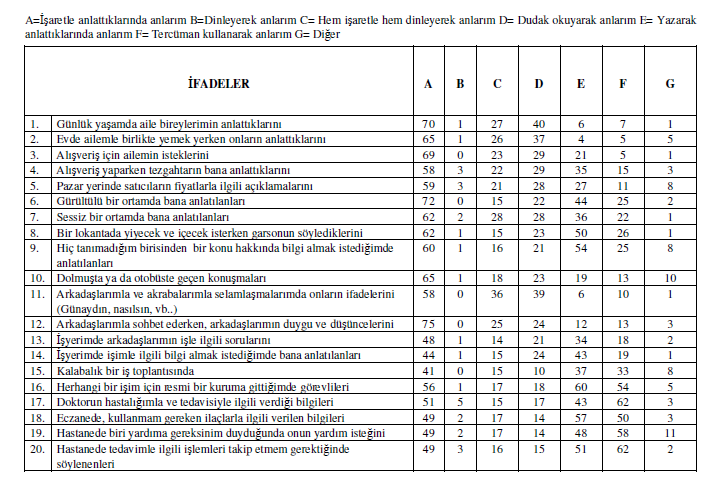 A=İşaretle anlattıklarında anlarım B=Dinleyerek anlarım C= Hem işaretle hem dinleyerek anlarım D= Dudak okuyarak anlarım E= Yazarak
anlattıklarında anlarım F= Tercüman kullanarak anlarım G= Diğer
İFADELER A B C D E F G
1. Günlük yaşamda aile bireylerimin anlattıklarını 70 1 27 40 6 7 1
2. Evde ailemle birlikte yemek yerken onların anlattıklarını 65 1 26 37 4 5 5
3. Alışveriş için ailemin isteklerini 69 0 23 29 21 5 1
4. Alışveriş yaparken tezgahtarın bana anlattıklarını 58 3 22 29 35 15 3
5. Pazar yerinde satıcıların fiyatlarla ilgili açıklamalarını 59 3 21 28 27 11 8
6. Gürültülü bir ortamda bana anlatılanları 72 0 15 22 44 25 2
7. Sessiz bir ortamda bana anlatılanları 62 2 28 28 36 22 1
8. Bir lokantada yiyecek ve içecek isterken garsonun söylediklerini 62 1 15 23 50 26 1
9. Hiç tanımadığım birisinden bir konu hakkında bilgi almak istediğimde 60 1 16 21 54 25 8
anlatılanları
10. Dolmuşta ya da otobüste geçen konuşmaları 65 1 18 23 19 13 10
11. Arkadaşlarımla ve akrabalarımla selamlaşmalarımda onların ifadelerini 58 0 36 39 6 10 1
(Günaydın, nasılsın, vb..)
12. Arkadaşlarımla sohbet ederken, arkadaşlarımın duygu ve düşüncelerini 75 0 25 24 12 13 3
13. İşyerimde arkadaşlarımın işle ilgili sorularını 48 1 14 21 34 18 2
14. İşyerimde işimle ilgili bilgi almak istediğimde bana anlatılanları 44 1 15 24 43 19 1
15. Kalabalık bir iş toplantısında 41 0 15 10 37 33 8
16. Herhangi bir işim için resmi bir kuruma gittiğimde görevlileri 56 1 17 18 60 54 5
17. Doktorun hastalığımla ve tedavisiyle ilgili verdiği bilgileri 51 5 15 17 43 62 3
18. Eczanede, kullanmam gereken ilaçlarla ilgili verilen bilgileri 49 2 17 14 57 50 3
19. Hastanede biri yardıma gereksinim duyduğunda onun yardım isteğini 49 2 17 14 48 58 11
20. Hastanede tedavimle ilgili işlemleri takip etmem gerektiğinde 49 3 16 15 51 62 2
söylenenleri